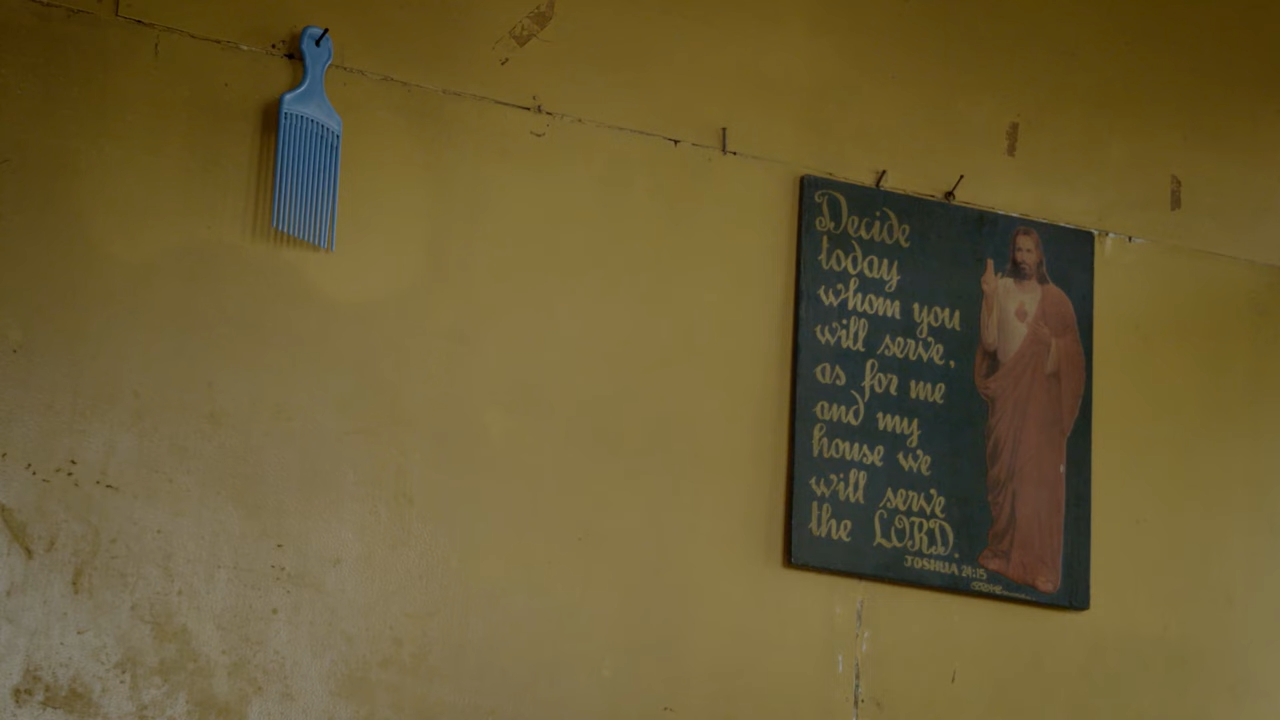 Decide
today
whom you
will serve,
as for me
and my
house we
will serve
the LORD.
JOSHUA 24:15